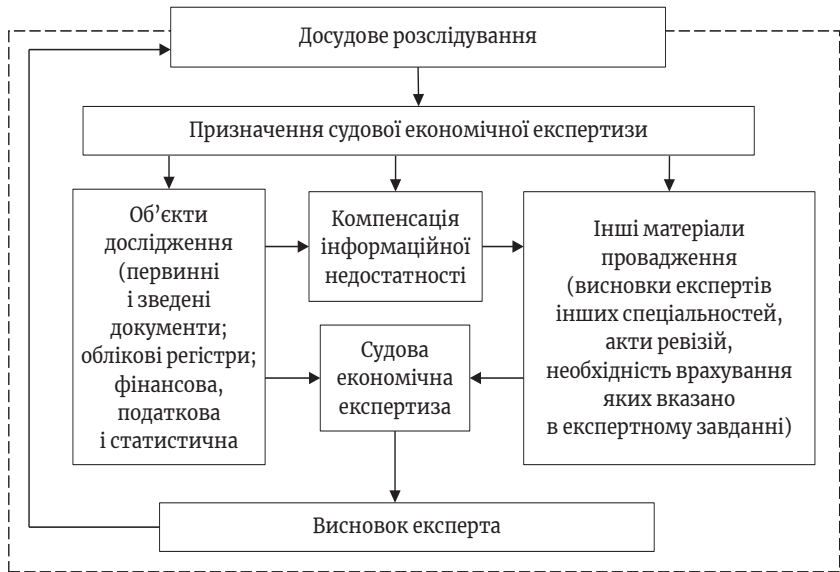 Досудове розслідування
Призначення судової економічної експертизи
Об’єкти
дослідження
(первинні
і зведені
документи;
облікові регістри;
фінансова,
податкова
і статистична
Компенсація
інформаційної
недостатності
Інші матеріали
провадження
(висновки експертів
інших спеціальностей,
акти ревізій,
необхідність врахування
яких вказано
в експертному завданні)
Судова
економічна
експертиза
Висновок експерта